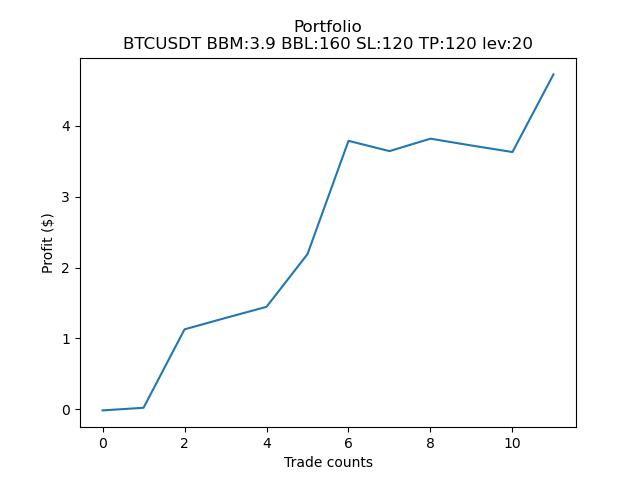 Portfolio
BTCUSDT BBM:3.9 BBL:160 SL:120 TP:120 lev:20
4
3
2
1
0
Profit ($)
0 2 4 6 8 10
Trade counts